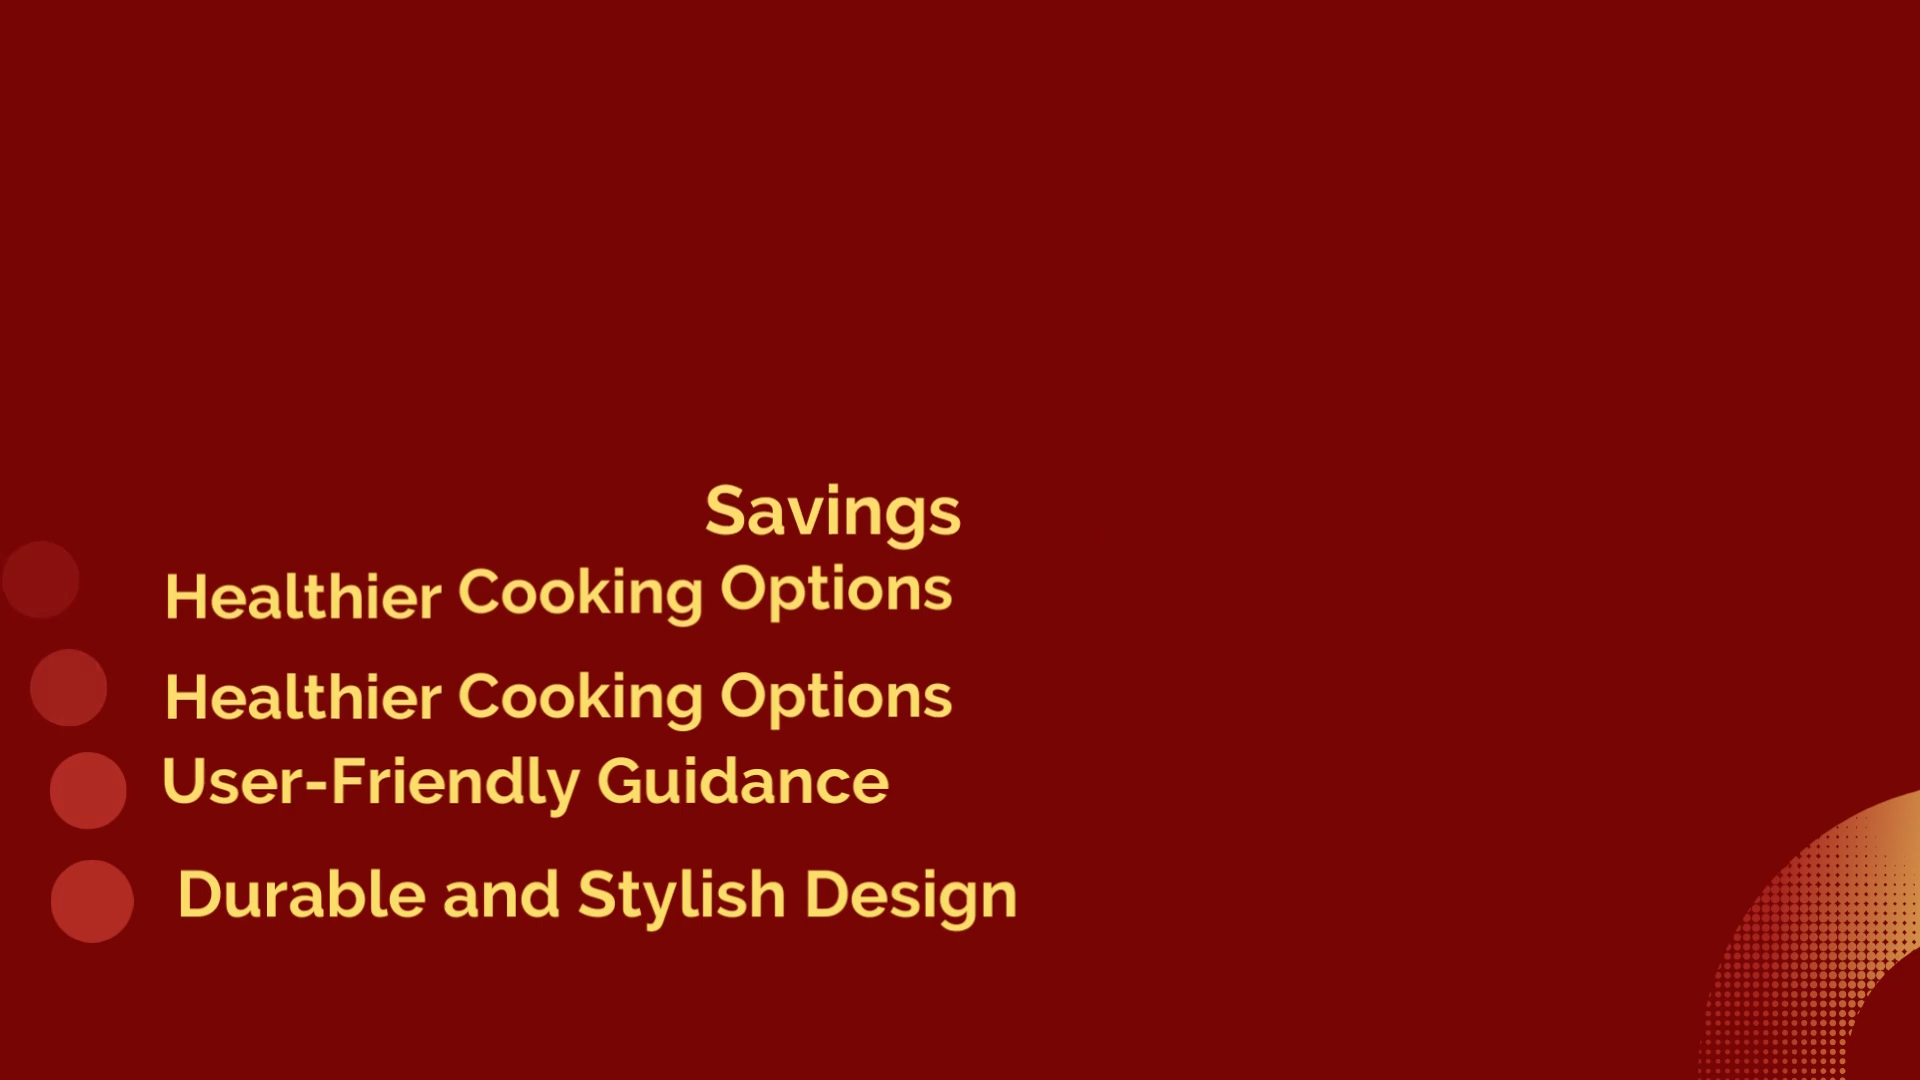 Savings
Healthier Cooking Options
Healthier Cooking Options
User-Friendly Guidance
Durable and Stylish Design